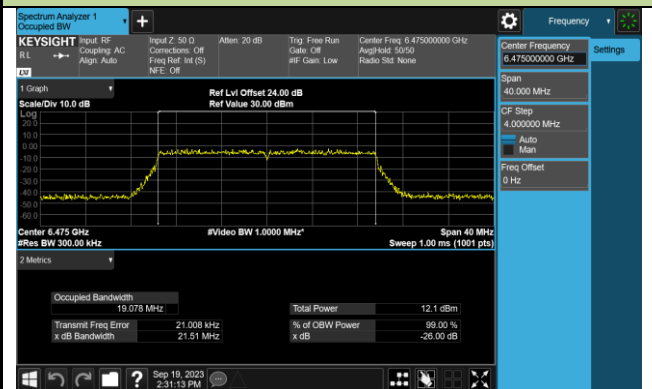 Spectrum Analyzer 1
Occupied BW
+
Frequency
KEYSIGHT
RL
LXI
Input: RF
Coupling: AC
Align: Auto
Input Z: 50 Ω
Corrections: Off
Freq Ref: Int (S)
NFE: Off
Atten: 20 dB
Trig: Free Run
Gate: Off
#IF Gain: Low
Center Freq: 6.475000000 GHz
Avg|Hold: 50/50
Radio Std: None
Center Frequency
6.475000000 GHz
Settings
Span
40.000 MHz
CF Step
4.000000 MHz
Auto
Man
Freq Offset
0 Hz
1 Graph
Scale/Div 10.0 dB
Ref Lvl Offset 24.00 dB
Ref Value 30.00 dBm
Log
20.0
10.0
0.00
-10.0
-20.0
-30.0
-40.0
-50.0
-60.0
Center 6.475 GHz
#Res BW 300.00 kHz
#Video BW 1.0000 MHz*
Span 40 MHz
Sweep 1.00 ms (1001 pts)
2 Metrics
Occupied Bandwidth
19.078 MHz
Total Power 12.1 dBm
Transmit Freq Error 21.008 kHz
% of OBW Power 99.00 %
x dB Bandwidth 21.51 MHz
x dB -26.00 dB
?
Sep 19, 2023
2:31:13 PM